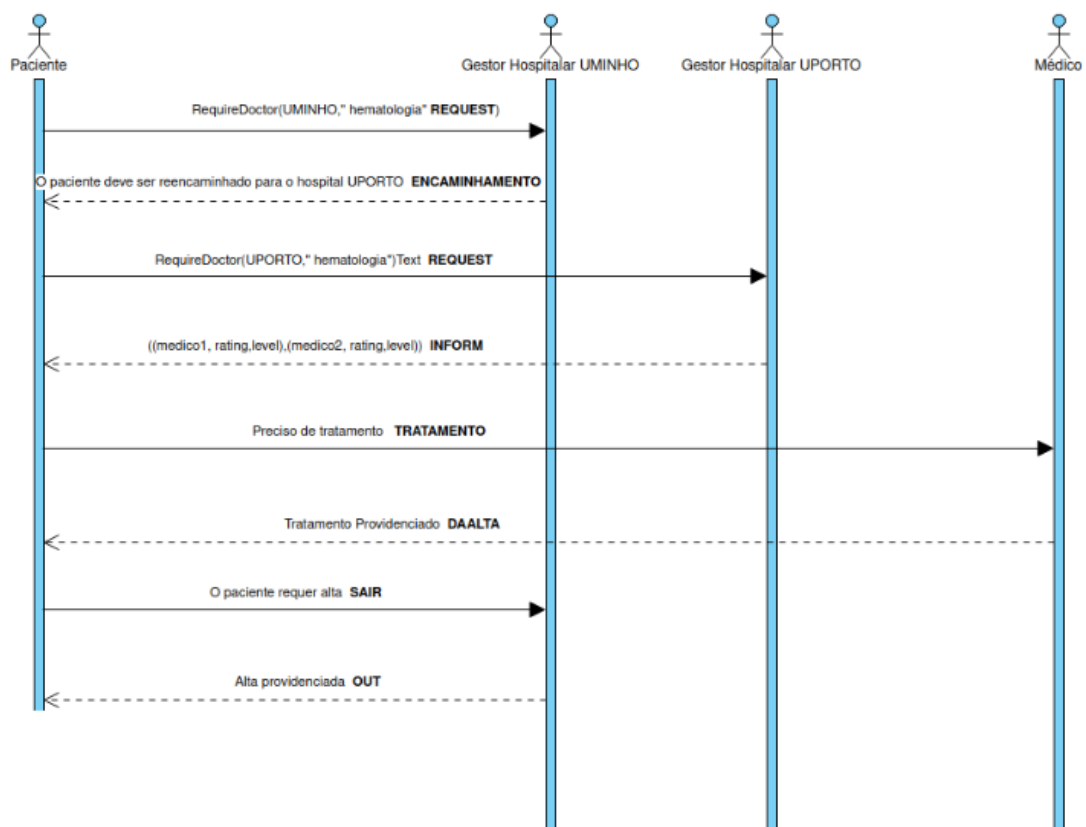 Paciente
Gestor Hospitalar UMINHO
Gestor Hospitalar UPORTO
Médico
RequireDoctor(UMINHO," hematologia" REQUEST)
O paciente deve ser reencaminhado para o hospital UPORTO ENCAMINHAMENTO
RequireDoctor(UPORTO," hematologia")Text REQUEST
((medico1, rating,level),(medico2, rating,level)) INFORM
Preciso de tratamento TRATAMENTO
Tratamento Providenciado DAALTA
O paciente requer alta SAIR
Alta providenciada OUT